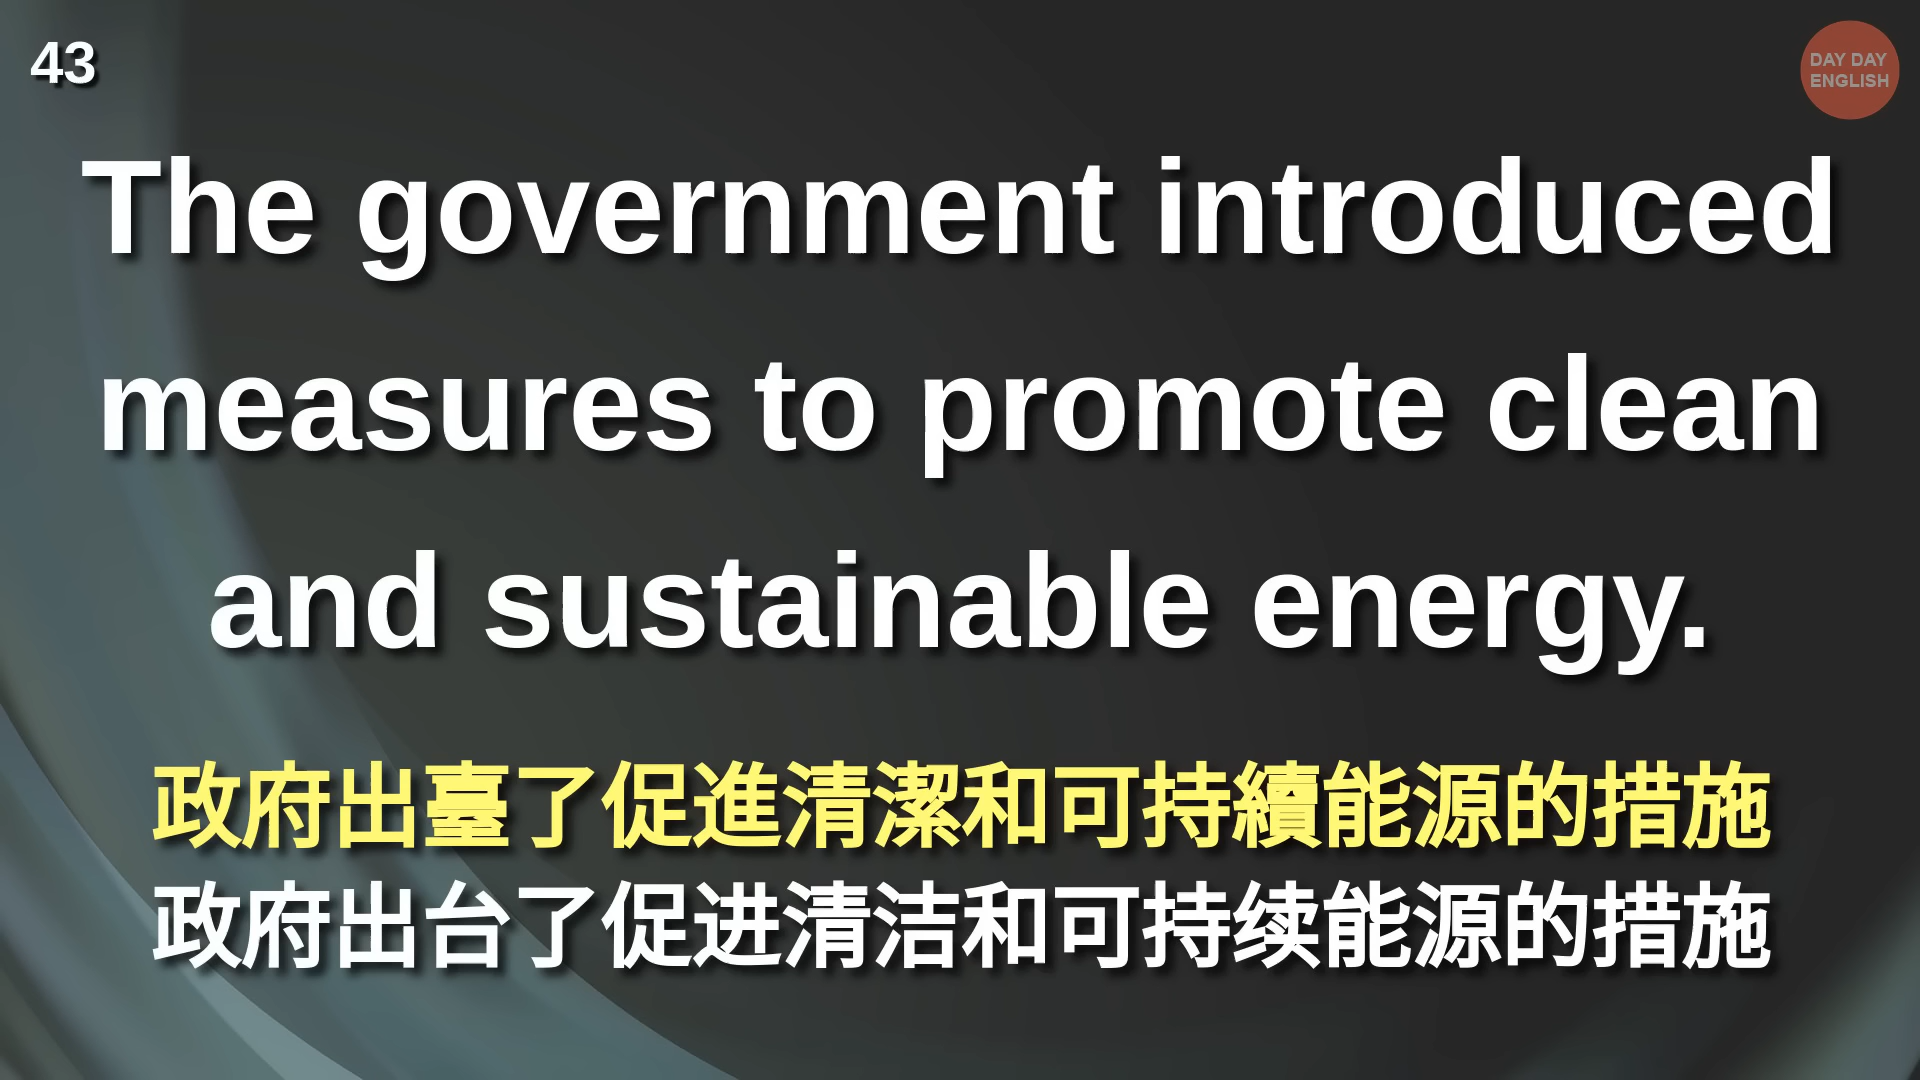 43
DAY DAY
ENGLISH
The government introduced
measures to promote clean
and sustainable energy.
政府出臺了促進清潔和可持續能源的措施
政府出台了促进清洁和可持续能源的措施